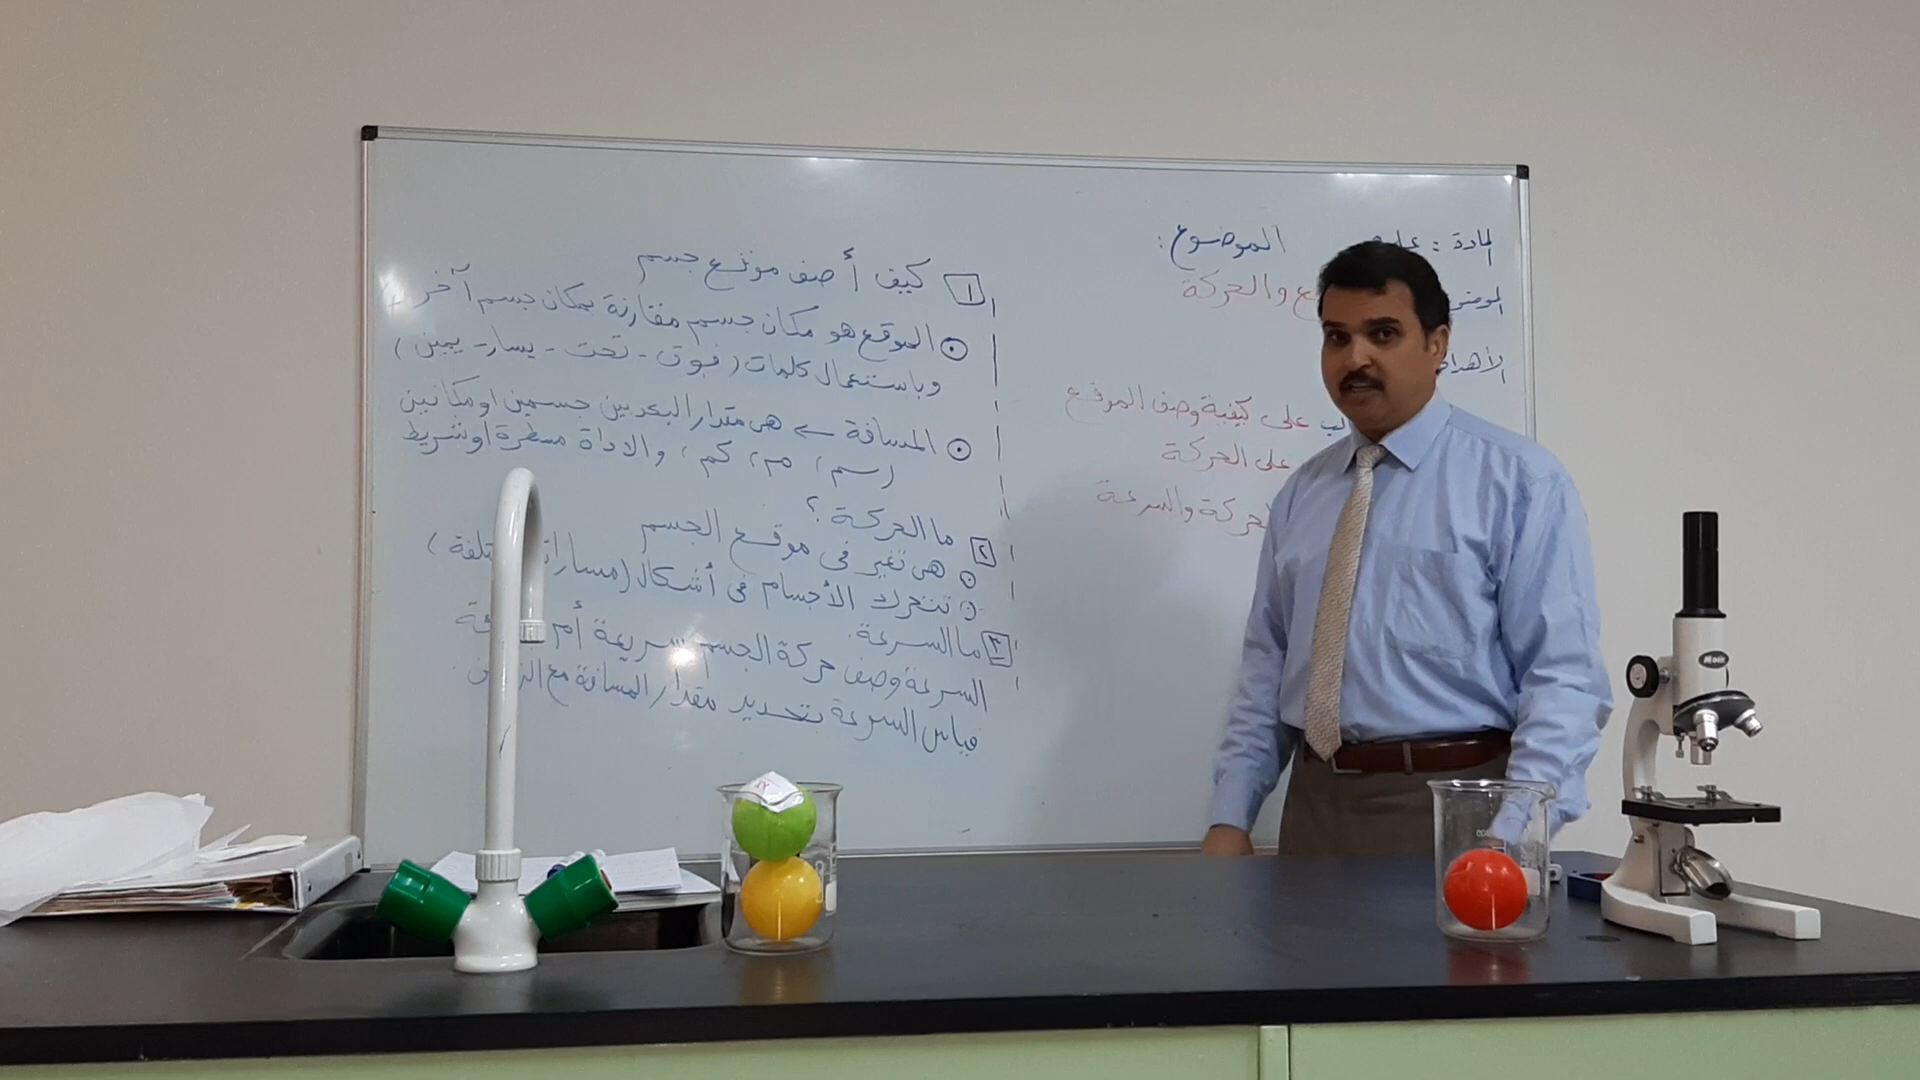 المادة : علوم الموضوع :
الموقع والحركة
على كيفية وصف الموقع
على الحركة
الحركة والسرعة
١ كيف أصف موقع جسم
الموقع هو مكان جسم مقارنة بمكان جسم آخر
وباستعمال كلمات ( فوق - تحت - يسار - يمين )
المسافة ← هي مقدار البعد بين جسمين او مكانين
( سم ، م ، كم ) والاداة مسطرة او شريط
٢ ما الحركة ؟
هي تغير في موقع الجسم
تتحرك الأجسام في أشكال ( مسارات مختلفة )
٣ ما السرعة .
السرعة وصف حركة الجسم سريعة أم
قياس السرعة بتحديد مقدار المسافة مع الزمن